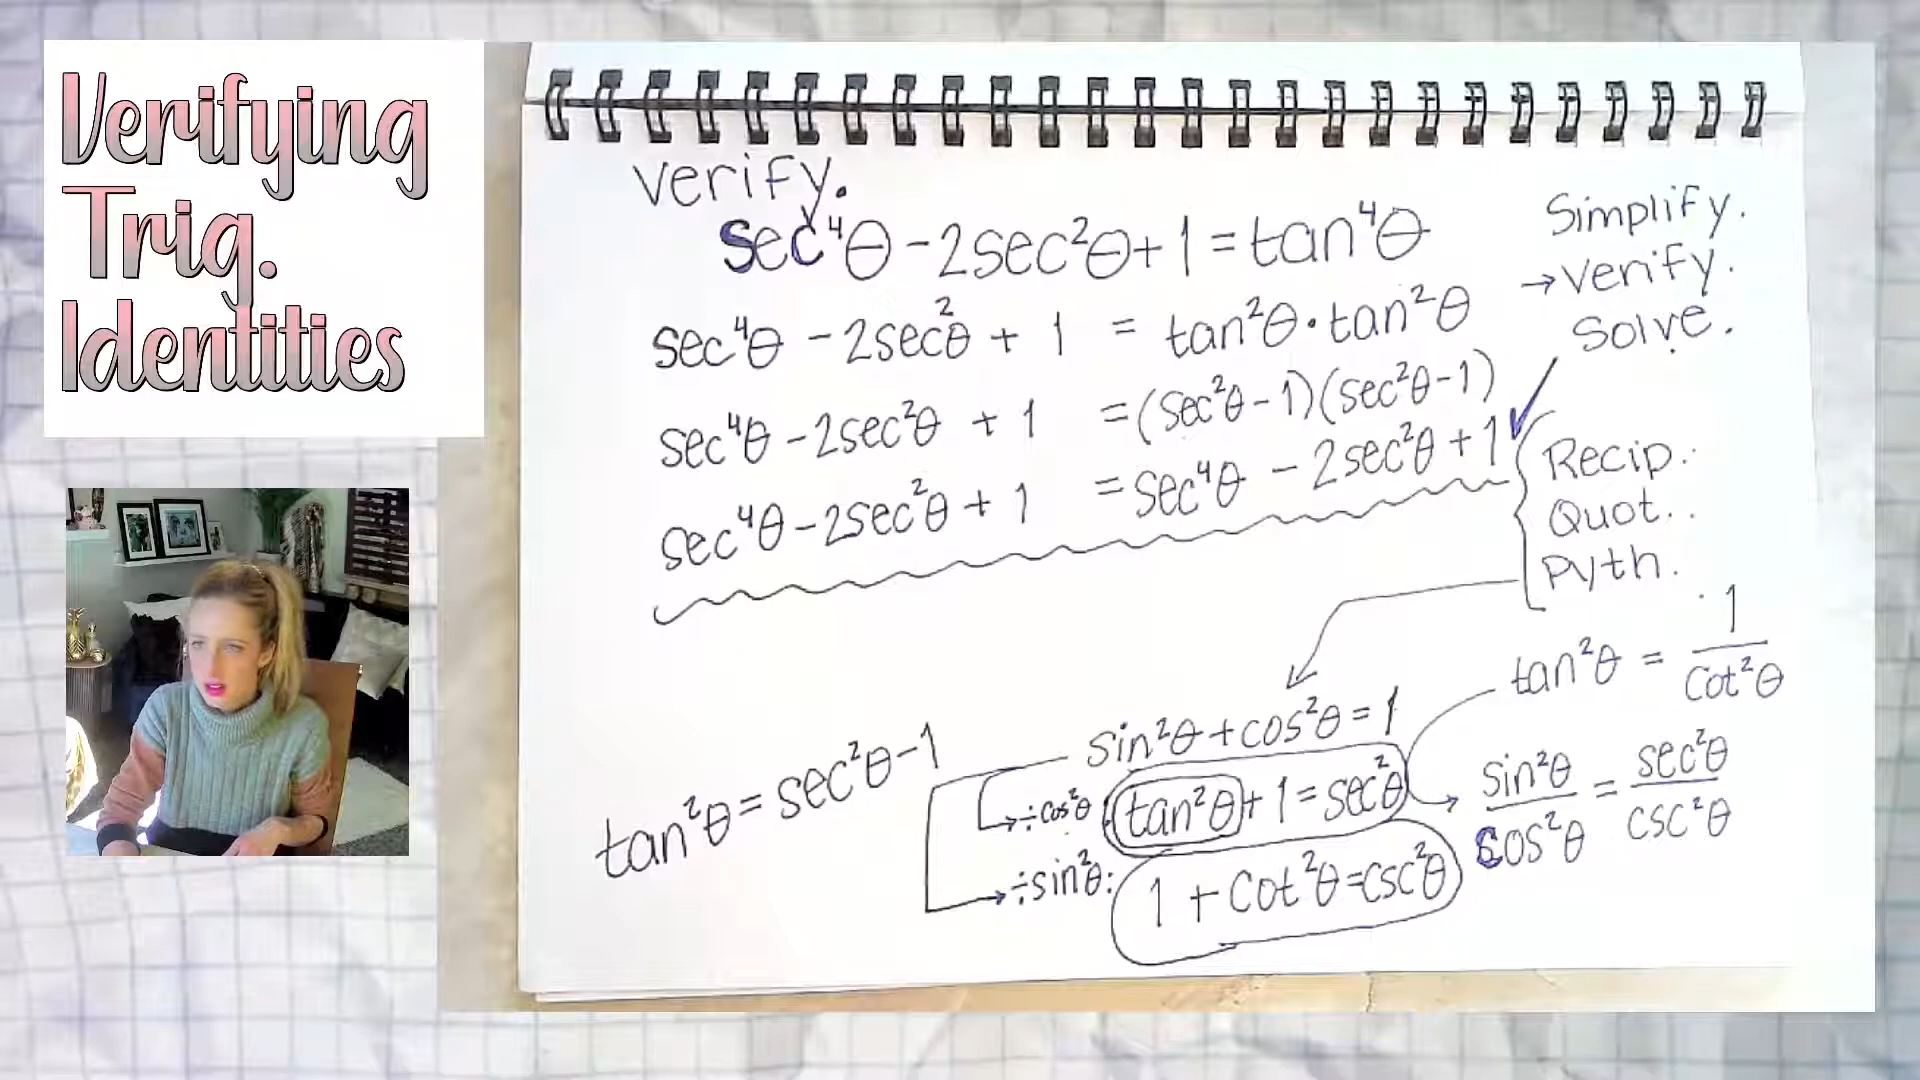 Verifying
Trig.
Identities
verify.
sec⁴θ - 2sec²θ + 1 = tan⁴θ
sec⁴θ - 2sec²θ + 1 = tan²θ · tan²θ
sec⁴θ - 2sec²θ + 1 = (sec²θ - 1)(sec²θ - 1)
sec⁴θ - 2sec²θ + 1 = sec⁴θ - 2sec²θ + 1
Simplify.
→ Verify.
Solve.
Recip.
Quot.
Pyth.
tan²θ = 1/cot²θ
sin²θ/cos²θ = sec²θ/csc²θ
sin²θ + cos²θ = 1
÷cos²θ: tan²θ + 1 = sec²θ
÷sin²θ: 1 + cot²θ = csc²θ
tan²θ = sec²θ - 1